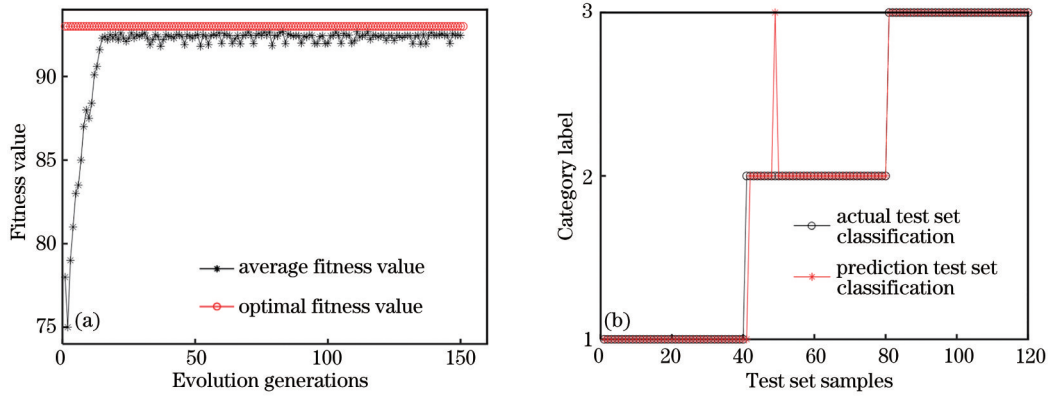 90
85
80
75
Fitness value
(a)
average fitness value
optimal fitness value
0
50
100
150
Evolution generations
3
2
1
Category label
(b)
actual test set
classification
prediction test set
classification
0
20
40
60
80
100
120
Test set samples